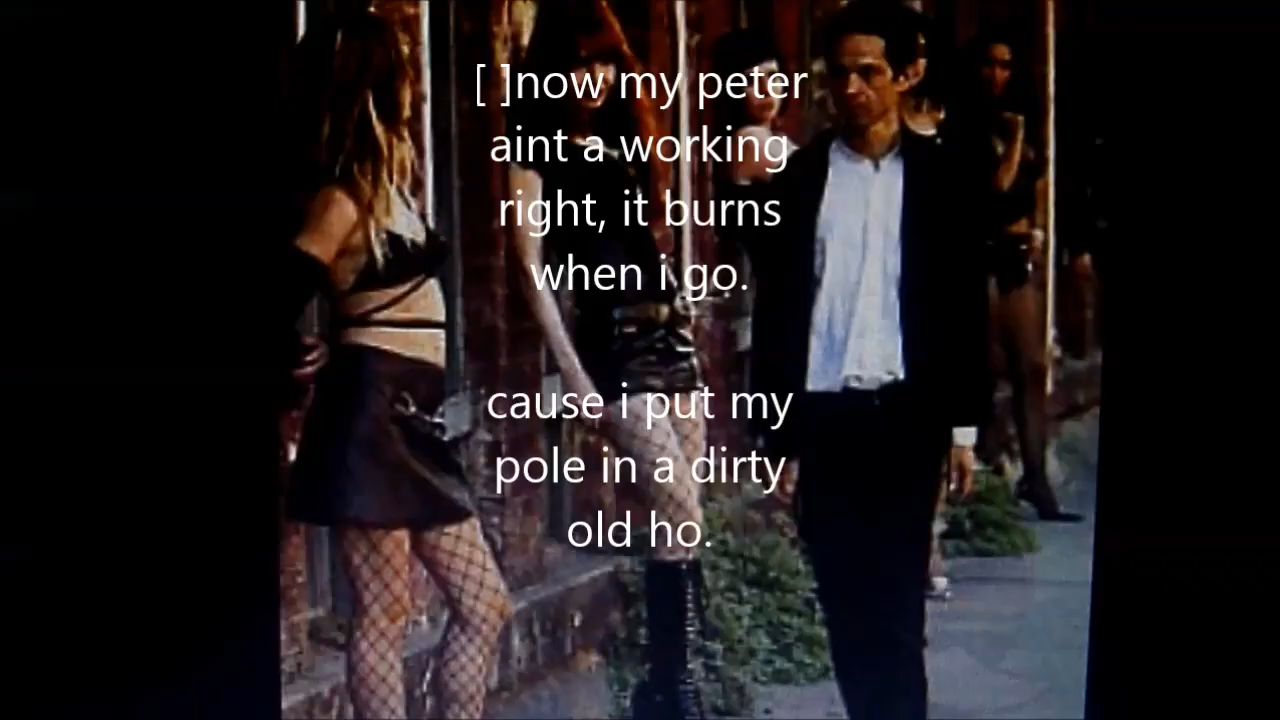 [ ]now my peter
aint a working
right, it burns
when i go.
cause i put my
pole in a dirty
old ho.